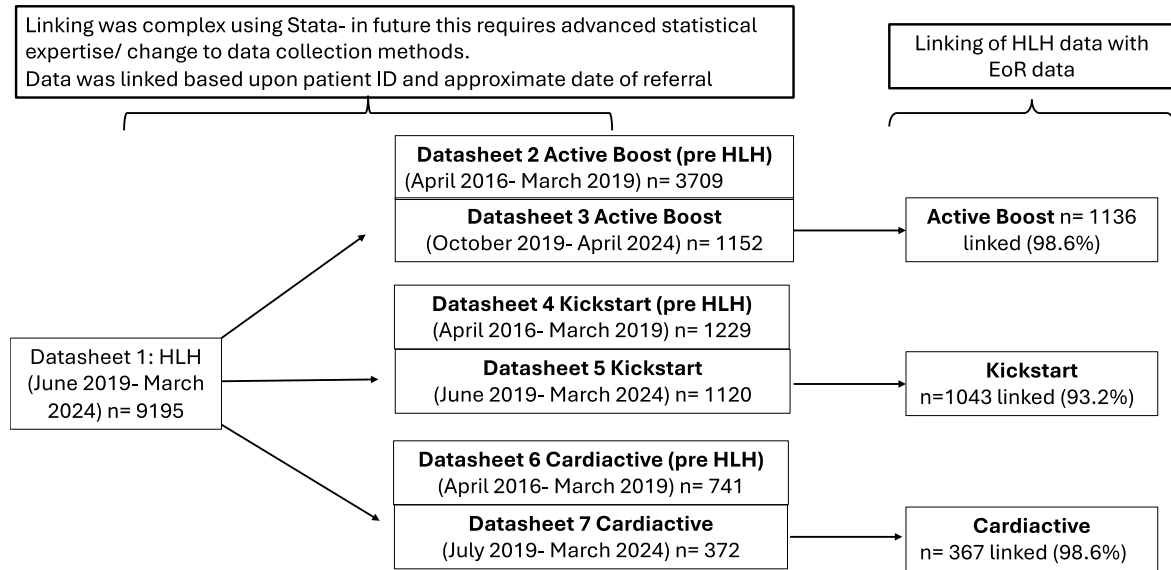 Linking was complex using Stata- in future this requires advanced statistical
expertise/ change to data collection methods.
Data was linked based upon patient ID and approximate date of referral
Linking of HLH data with
EoR data
Datasheet 1: HLH
(June 2019- March
2024) n= 9195
Datasheet 2 Active Boost (pre HLH)
(April 2016- March 2019) n= 3709
Datasheet 3 Active Boost
(October 2019- April 2024) n= 1152
Active Boost n= 1136
linked (98.6%)
Datasheet 4 Kickstart (pre HLH)
(April 2016- March 2019) n= 1229
Datasheet 5 Kickstart
(June 2019- March 2024) n= 1120
Kickstart
n=1043 linked (93.2%)
Datasheet 6 Cardiactive (pre HLH)
(April 2016- March 2019) n= 741
Datasheet 7 Cardiactive
(July 2019- March 2024) n= 372
Cardiactive
n= 367 linked (98.6%)